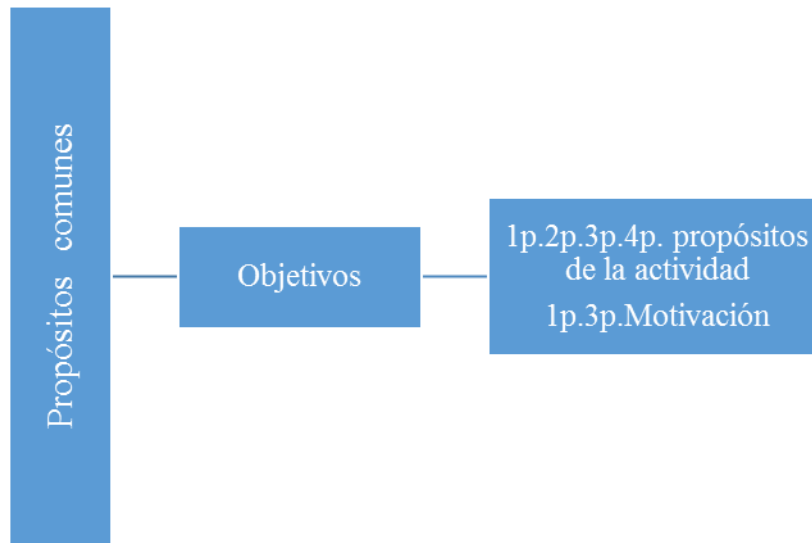 Propósitos comunes
Objetivos
1p.2p.3p.4p. propósitos
de la actividad
1p.3p.Motivación